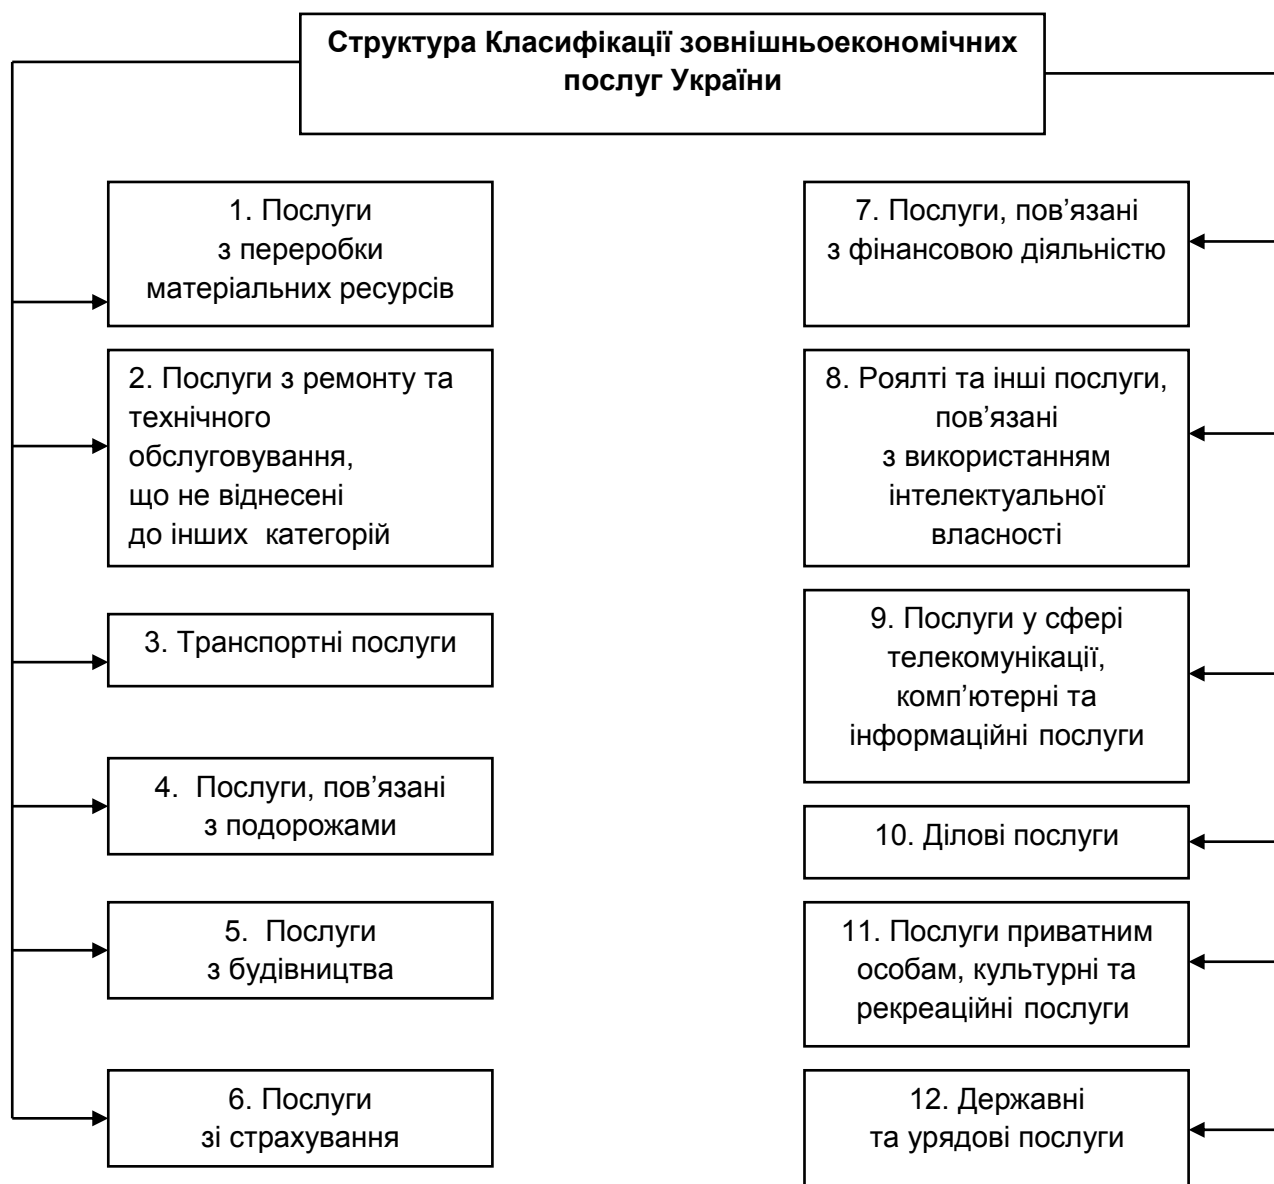 Структура Класифікації зовнішньоекономічних
послуг України
1. Послуги
з переробки
матеріальних ресурсів
2. Послуги з ремонту та
технічного
обслуговування,
що не віднесені
до інших категорій
3. Транспортні послуги
4. Послуги, пов’язані
з подорожами
5. Послуги
з будівництва
6. Послуги
зі страхування
7. Послуги, пов’язані
з фінансовою діяльністю
8. Роялті та інші послуги,
пов’язані
з використанням
інтелектуальної
власності
9. Послуги у сфері
телекомунікації,
комп’ютерні та
інформаційні послуги
10. Ділові послуги
11. Послуги приватним
особам, культурні та
рекреаційні послуги
12. Державні
та урядові послуги